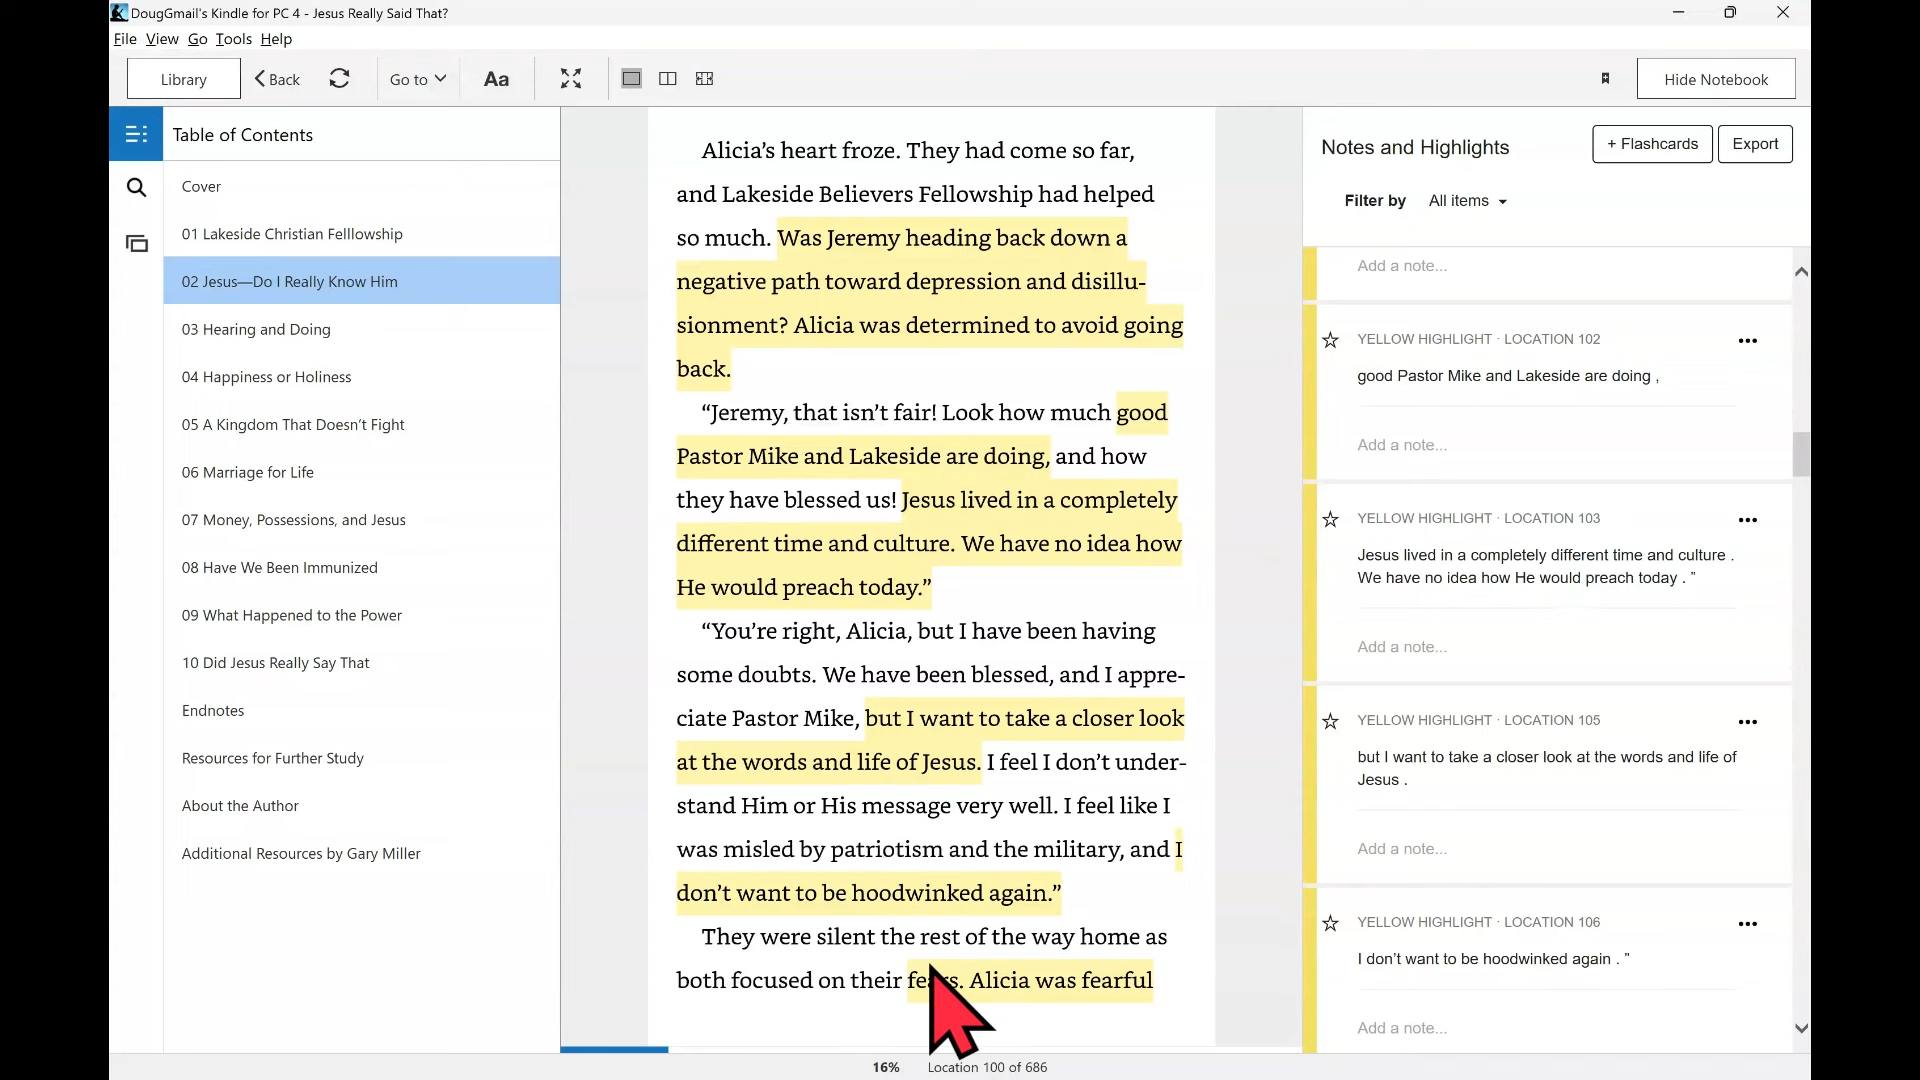 DougGmail's Kindle for PC 4 - Jesus Really Said That?
File View Go Tools Help
Library
Back
Go to
Aa
Hide Notebook
Table of Contents
Cover
01 Lakeside Christian Felllowship
02 Jesus—Do I Really Know Him
03 Hearing and Doing
04 Happiness or Holiness
05 A Kingdom That Doesn't Fight
06 Marriage for Life
07 Money, Possessions, and Jesus
08 Have We Been Immunized
09 What Happened to the Power
10 Did Jesus Really Say That
Endnotes
Resources for Further Study
About the Author
Additional Resources by Gary Miller
Alicia's heart froze. They had come so far,
and Lakeside Believers Fellowship had helped
so much. Was Jeremy heading back down a
negative path toward depression and disillu-
sionment? Alicia was determined to avoid going
back.
“Jeremy, that isn't fair! Look how much good
Pastor Mike and Lakeside are doing, and how
they have blessed us! Jesus lived in a completely
different time and culture. We have no idea how
He would preach today.”
“You're right, Alicia, but I have been having
some doubts. We have been blessed, and I appre-
ciate Pastor Mike, but I want to take a closer look
at the words and life of Jesus. I feel I don't under-
stand Him or His message very well. I feel like I
was misled by patriotism and the military, and I
don't want to be hoodwinked again.”
They were silent the rest of the way home as
both focused on their fears. Alicia was fearful
16% Location 100 of 686
Notes and Highlights
+ Flashcards
Export
Filter by All items
Add a note...
YELLOW HIGHLIGHT · LOCATION 102
good Pastor Mike and Lakeside are doing ,
Add a note...
YELLOW HIGHLIGHT · LOCATION 103
Jesus lived in a completely different time and culture .
We have no idea how He would preach today . ”
Add a note...
YELLOW HIGHLIGHT · LOCATION 105
but I want to take a closer look at the words and life of
Jesus .
Add a note...
YELLOW HIGHLIGHT · LOCATION 106
I don't want to be hoodwinked again . ”
Add a note...